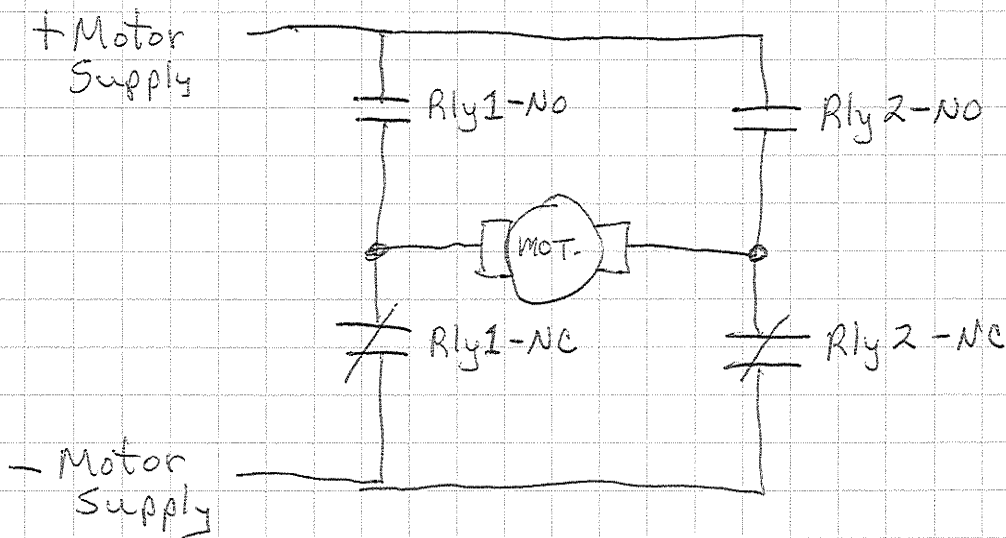 + Motor
Supply
Rly1-NO
Rly2-NO
MOT.
Rly1-NC
Rly2-NC
- Motor
Supply